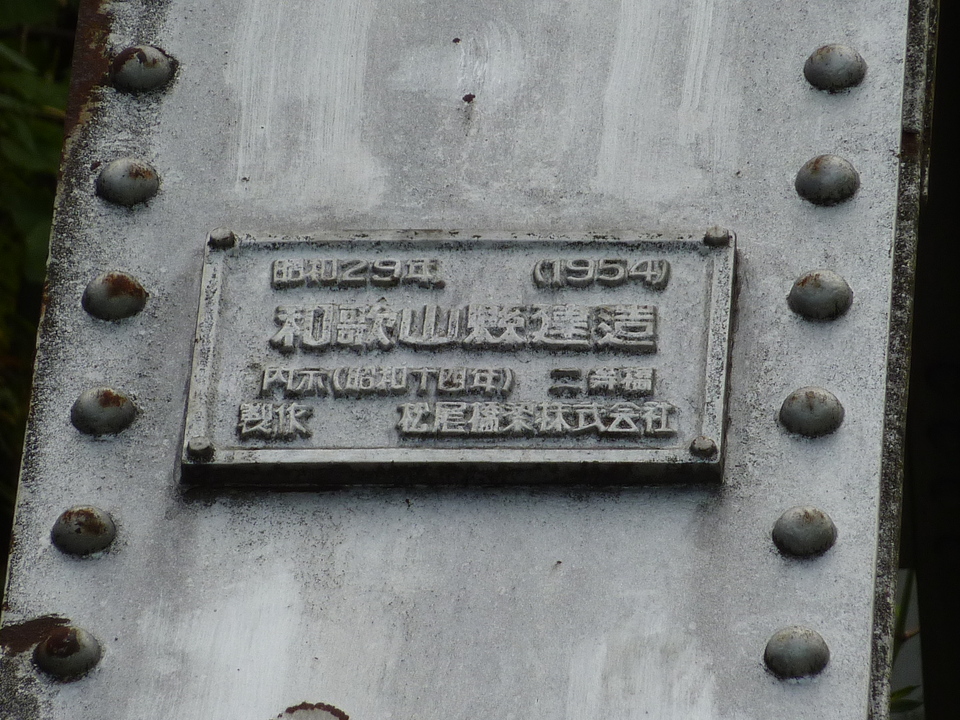 昭和29年 (1954)
和歌山縣建造
内示(昭和十四年) 二等橋
製作 松尾橋梁株式会社